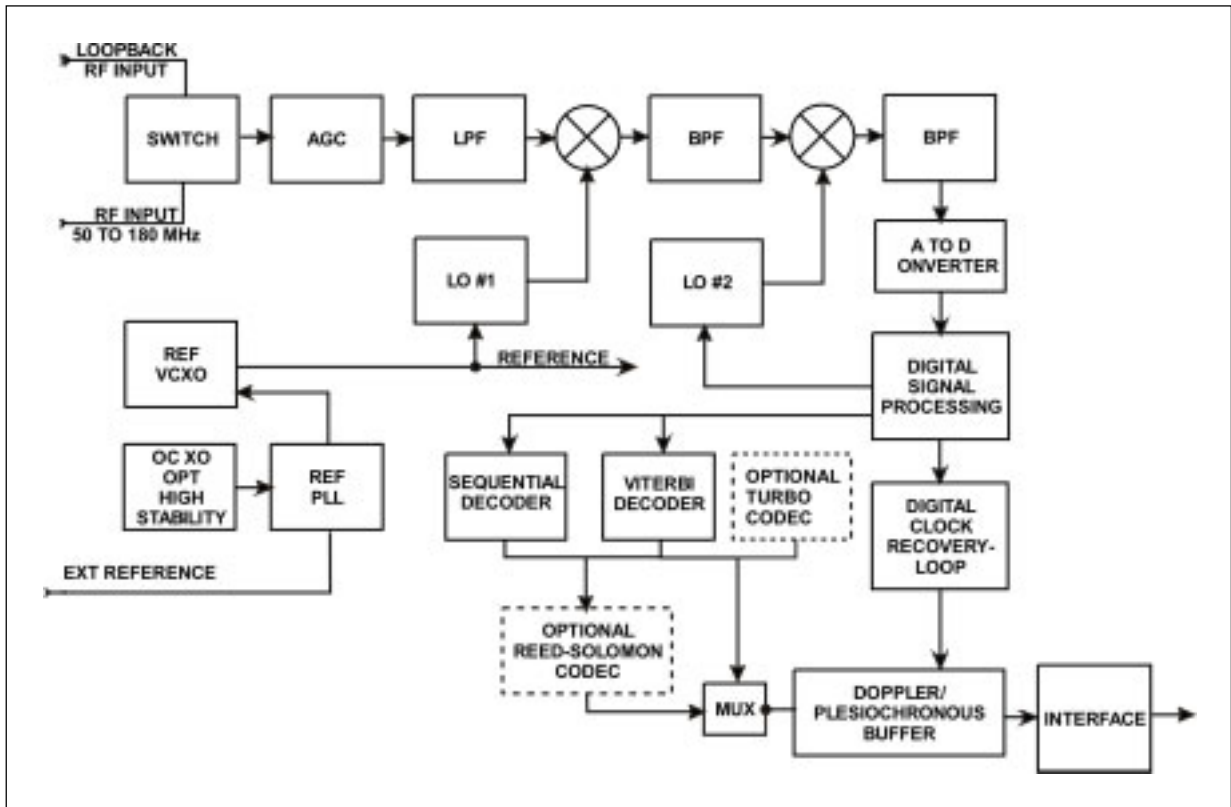 LOOPBACK
RF INPUT
SWITCH
AGC
LPF
BPF
BPF
RF INPUT
50 TO 180 MHz
LO #1
LO #2
A TO D
ONVERTER
REF
VCXO
REFERENCE
DIGITAL
SIGNAL
PROCESSING
OC XO
OPT
HIGH
STABILITY
REF
PLL
SEQUENTIAL
DECODER
VITERBI
DECODER
OPTIONAL
TURBO
CODEC
DIGITAL
CLOCK
RECOVERY-
LOOP
EXT REFERENCE
OPTIONAL
REED-SOLOMON
CODEC
MUX
DOPPLER/
PLESIOCHRONOUS
BUFFER
INTERFACE